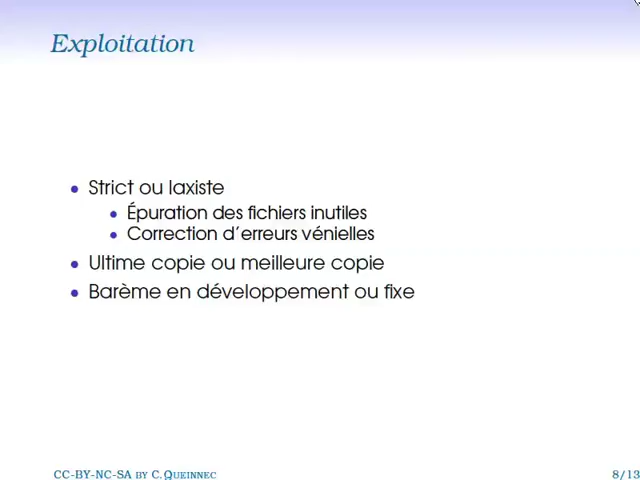 Exploitation
• Strict ou laxiste
• Épuration des fichiers inutiles
• Correction d'erreurs vénielles
• Ultime copie ou meilleure copie
• Barème en développement ou fixe
CC-BY-NC-SA BY C.QUEINNEC 8/13